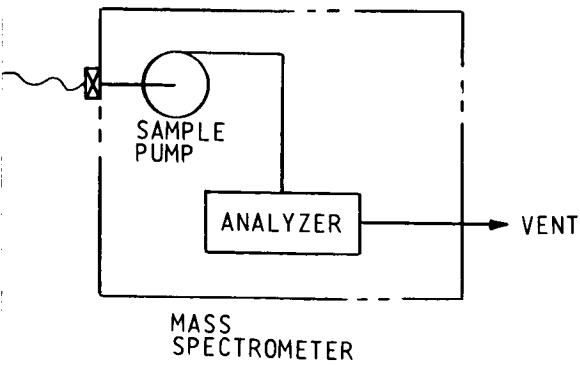 SAMPLE
PUMP
ANALYZER
VENT
MASS
SPECTROMETER